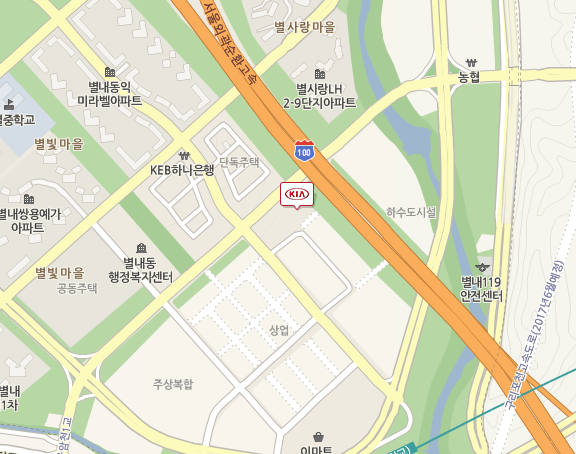 서울외곽순환고속
별사랑마을
별내동익
미라벨아파트
별시랑LH
2-9단지아파트
농협
별중학교
별빛마을
단독주택
100
KEB하나은행
KIA
별내쌍용예가
아파트
하수도시설
별내동
행정복지센터
별빛마을
공동주택
별내119
안전센터
구리포천고속도로(2017년6월예정)
상업
주상복합
별내
1차
암천1교
이마트